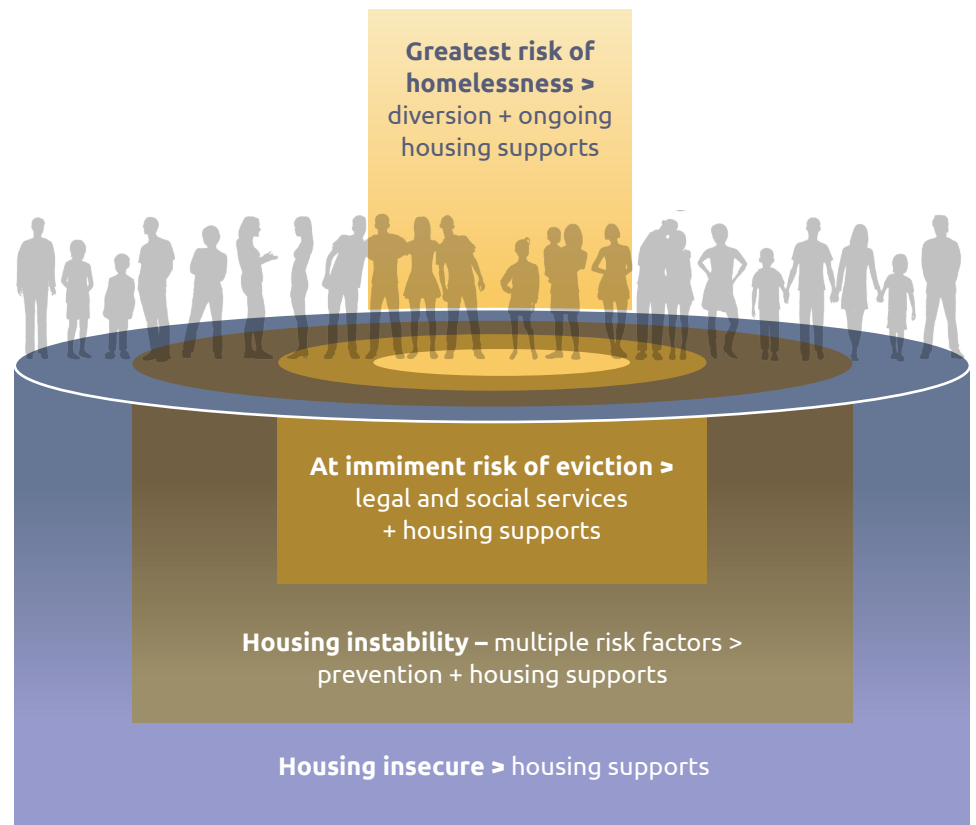 Greatest risk of
homelessness >
diversion + ongoing
housing supports
At immiment risk of eviction >
legal and social services
+ housing supports
Housing instability – multiple risk factors >
prevention + housing supports
Housing insecure > housing supports